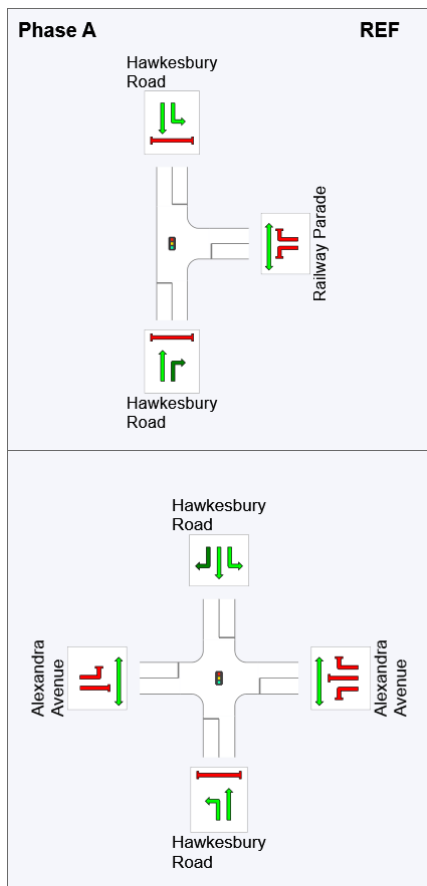 Phase A
REF
Hawkesbury
Road
Railway Parade
Hawkesbury
Road
Hawkesbury
Road
Alexandra
Avenue
Alexandra
Avenue
Hawkesbury
Road